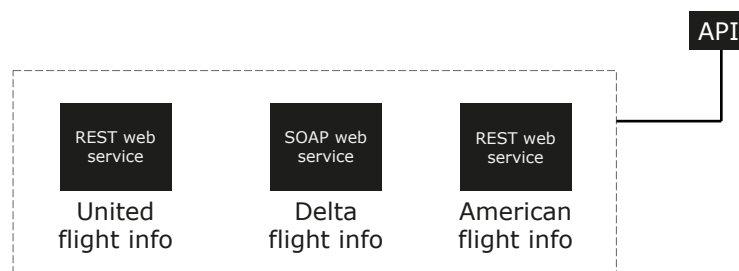 API
REST web
service
SOAP web
service
REST web
service
United
flight info
Delta
flight info
American
flight info